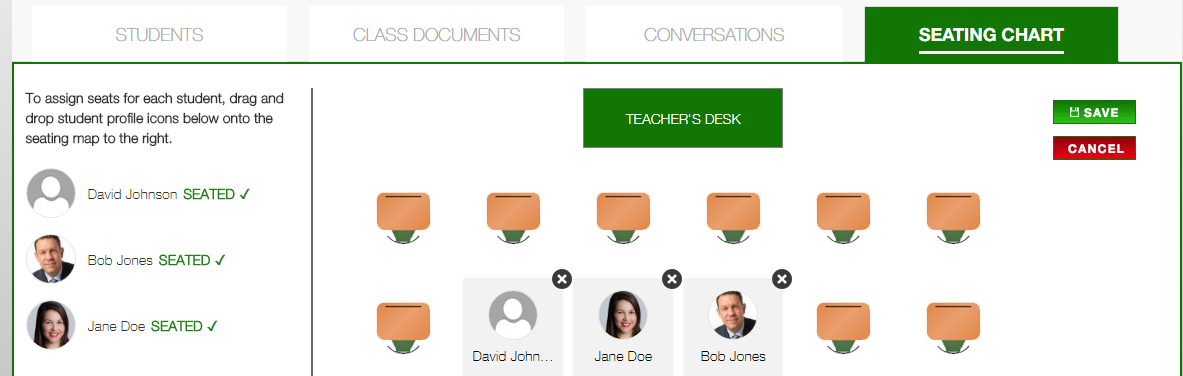 STUDENTS
CLASS DOCUMENTS
CONVERSATIONS
SEATING CHART
To assign seats for each student, drag and
drop student profile icons below onto the
seating map to the right.
David Johnson SEATED ✓
Bob Jones SEATED ✓
Jane Doe SEATED ✓
TEACHER'S DESK
SAVE
CANCEL
David John...
Jane Doe
Bob Jones